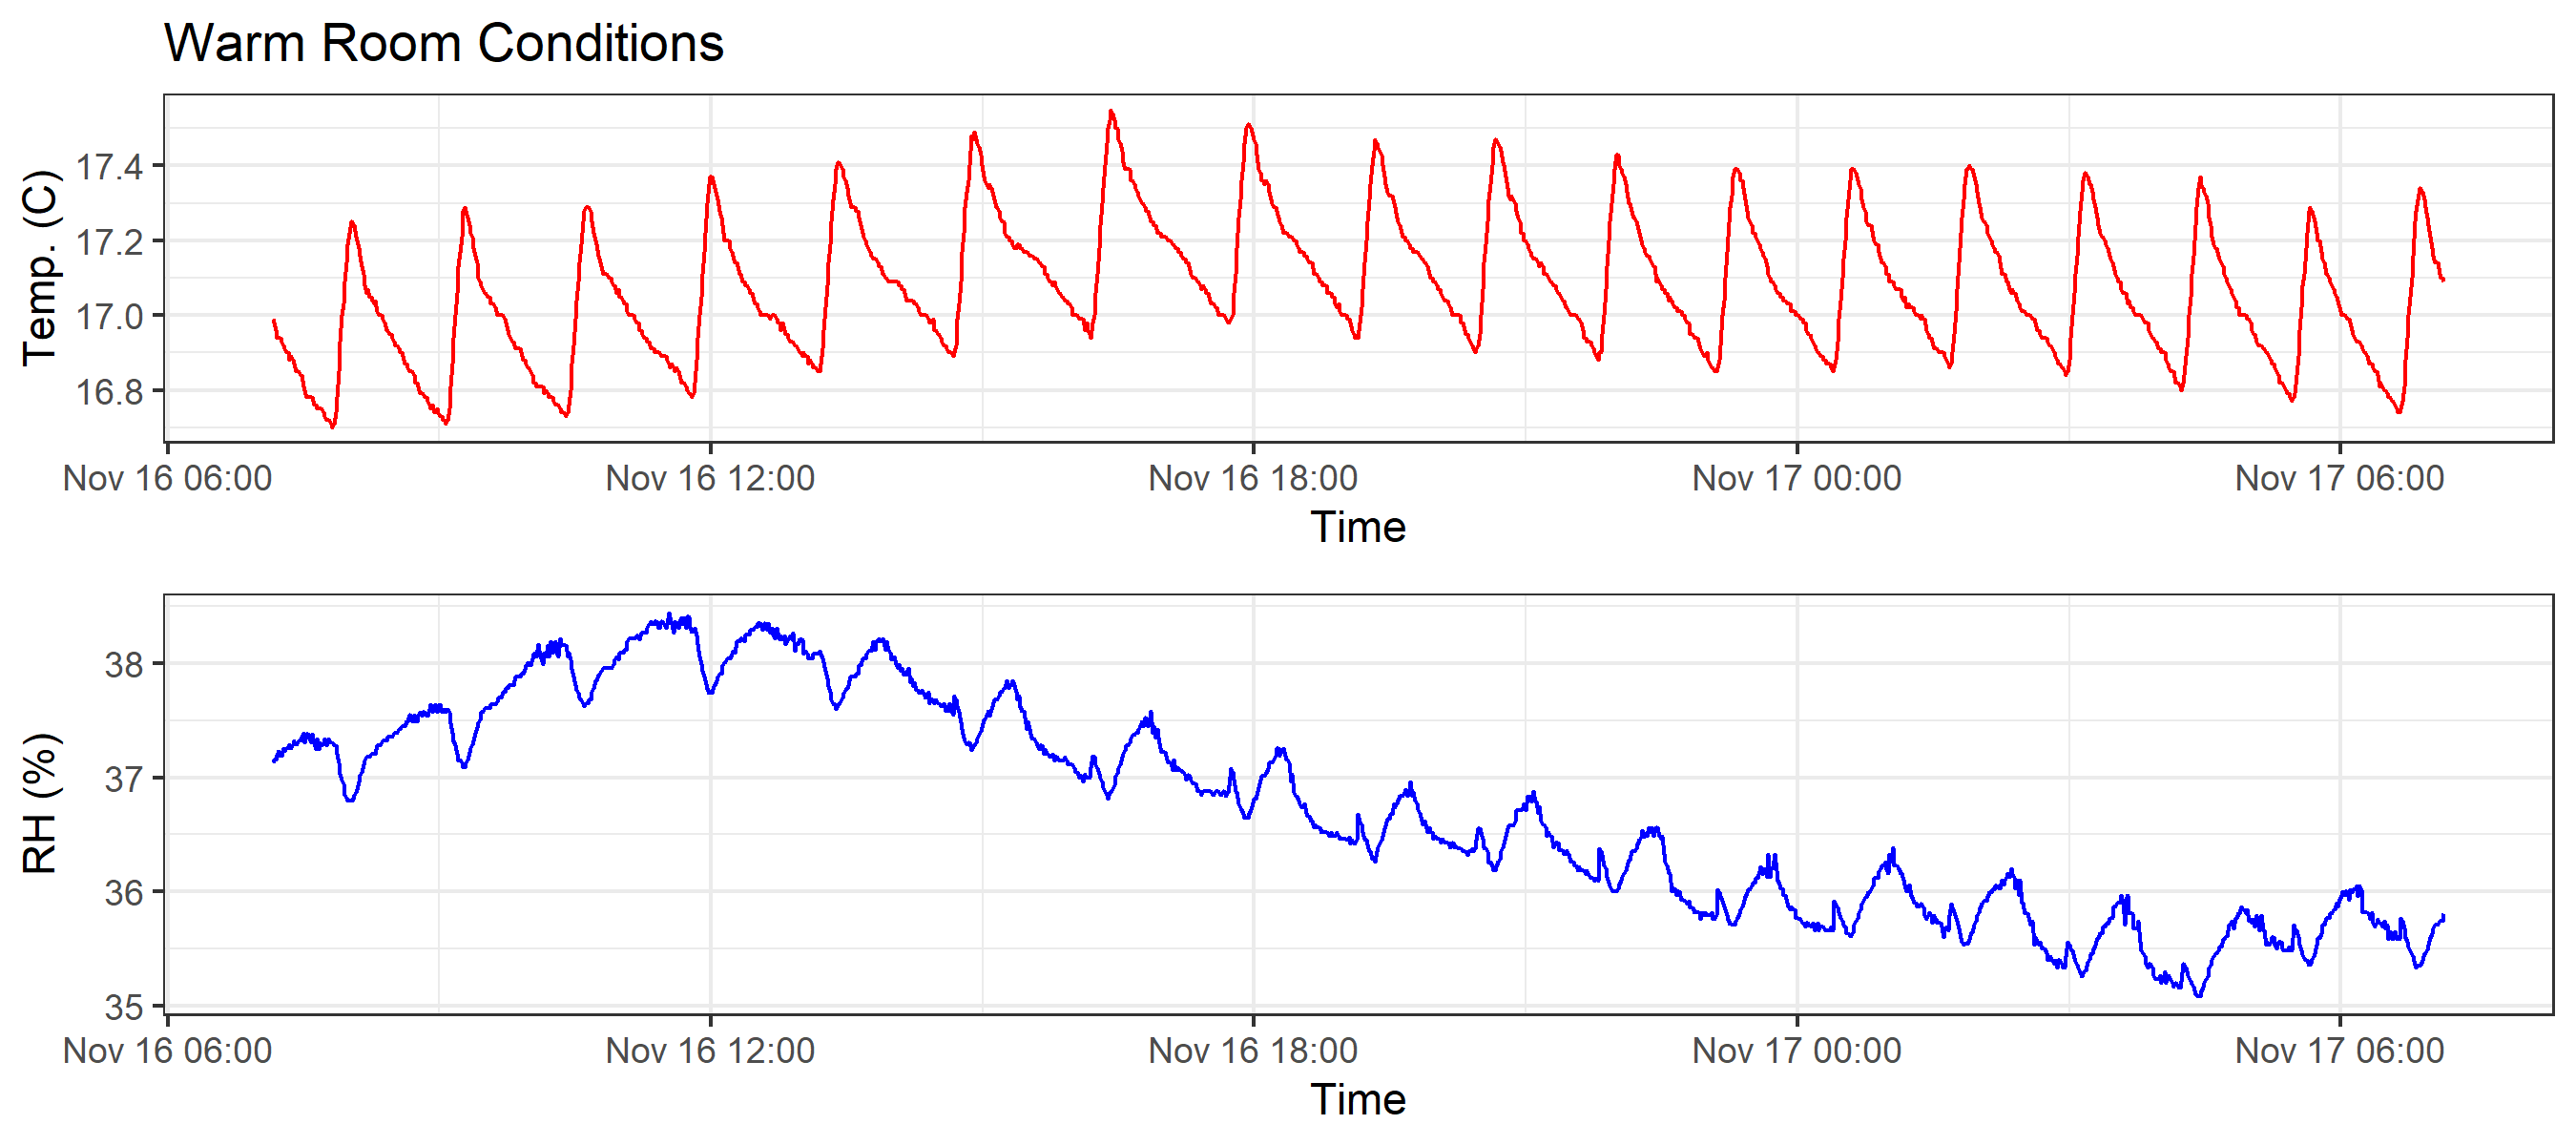 Warm Room Conditions
Temp. (C)
17.4
17.2
17.0
16.8
Nov 16 06:00 Nov 16 12:00 Nov 16 18:00 Nov 17 00:00 Nov 17 06:00
Time
RH (%)
38
37
36
35
Nov 16 06:00 Nov 16 12:00 Nov 16 18:00 Nov 17 00:00 Nov 17 06:00
Time